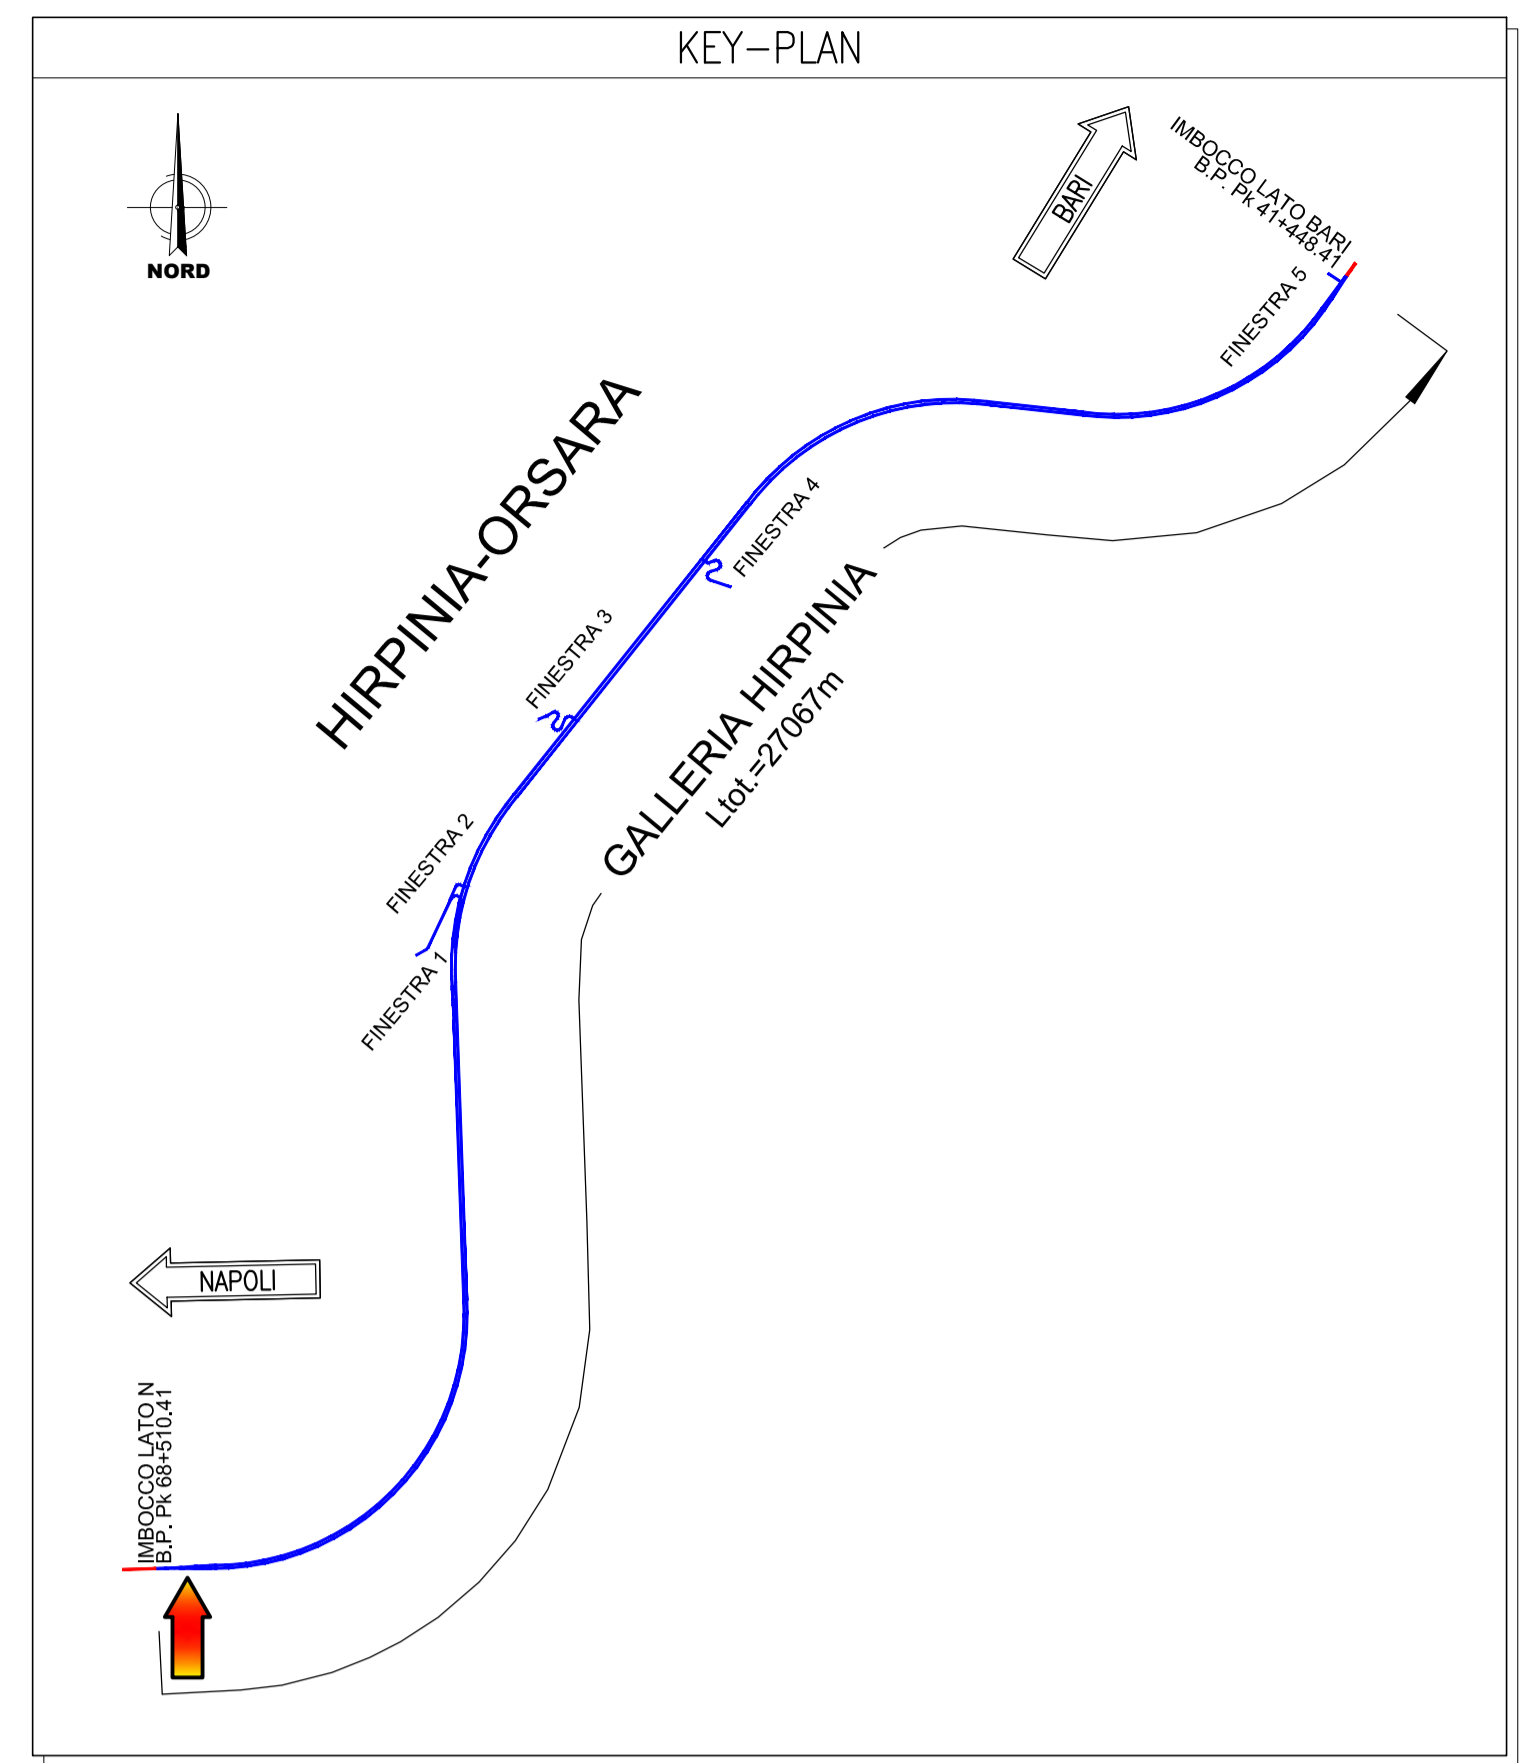 KEY-PLAN
NORD
BARI
IMBOCCO LATO BARI
B.P. Pk 41+448.41
FINESTRA 5
HIRPINIA-ORSARA
FINESTRA 4
GALLERIA HIRPINIA
Ltot.=27067m
FINESTRA 3
FINESTRA 2
FINESTRA 1
NAPOLI
IMBOCCO LATO N
B.P. Pk 68+510.41